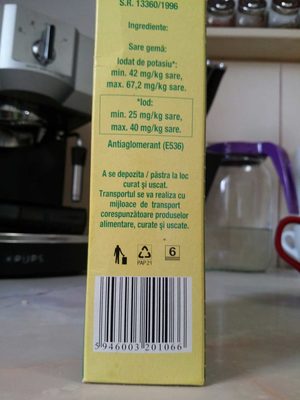 S.R. 13360/1996
Ingrediente:
Sare gemă:
Iodat de potasiu*:
min. 42 mg/kg sare,
max. 67,2 mg/kg sare.
*Iod:
min. 25 mg/kg sare,
max. 40 mg/kg sare.
Antiaglomerant (E536)
A se depozita / păstra la loc
curat și uscat.
Transportul se va realiza cu
mijloace de transport
corespunzătoare produselor
alimentare, curate și uscate.
PAP 21
6
5946003201066